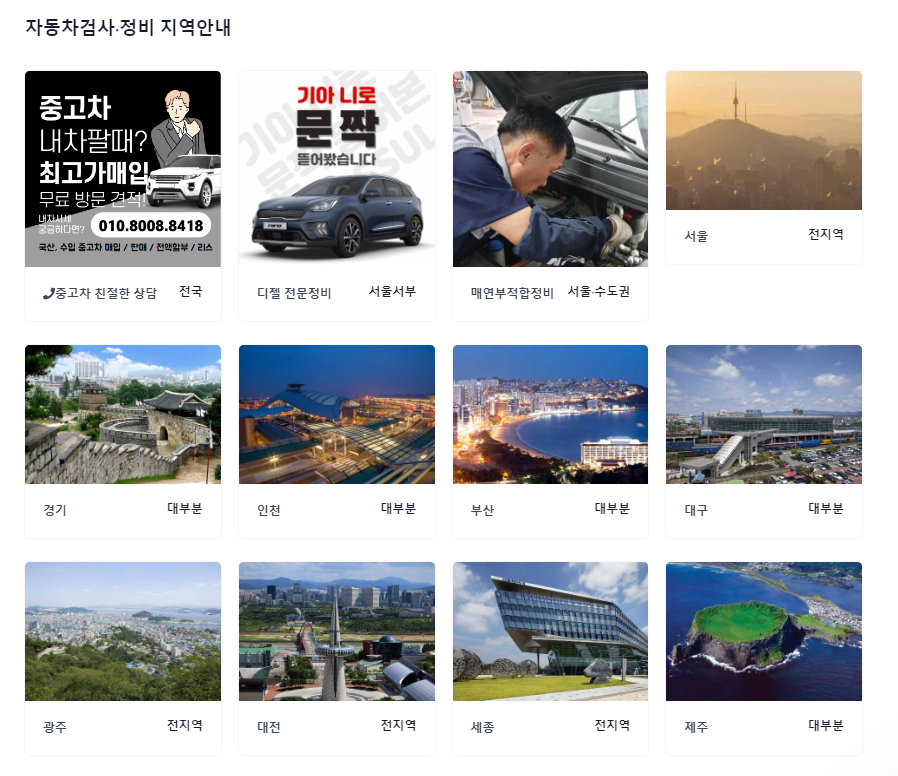 자동차검사·정비 지역안내
중고차
내차팔때?
최고가매입
무료 방문 견적!
내차시세
궁금하다면?
010.8008.8418
국산, 수입 중고차 매입 / 판매 / 전액할부 / 리스
기아 니로
문 짝
뜯어봤습니다
중고차 친절한 상담 전국
디젤 전문정비 서울서부
매연부적합정비 서울·수도권
서울 전지역
경기 대부분
인천 대부분
부산 대부분
대구 대부분
광주 전지역
대전 전지역
세종 전지역
제주 대부분